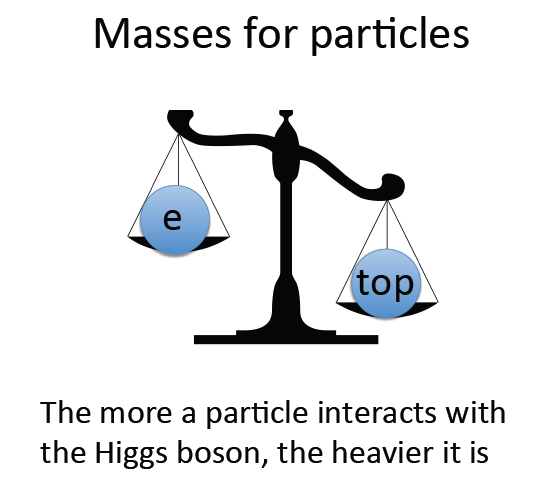 Masses for particles
e
top
The more a particle interacts with
the Higgs boson, the heavier it is